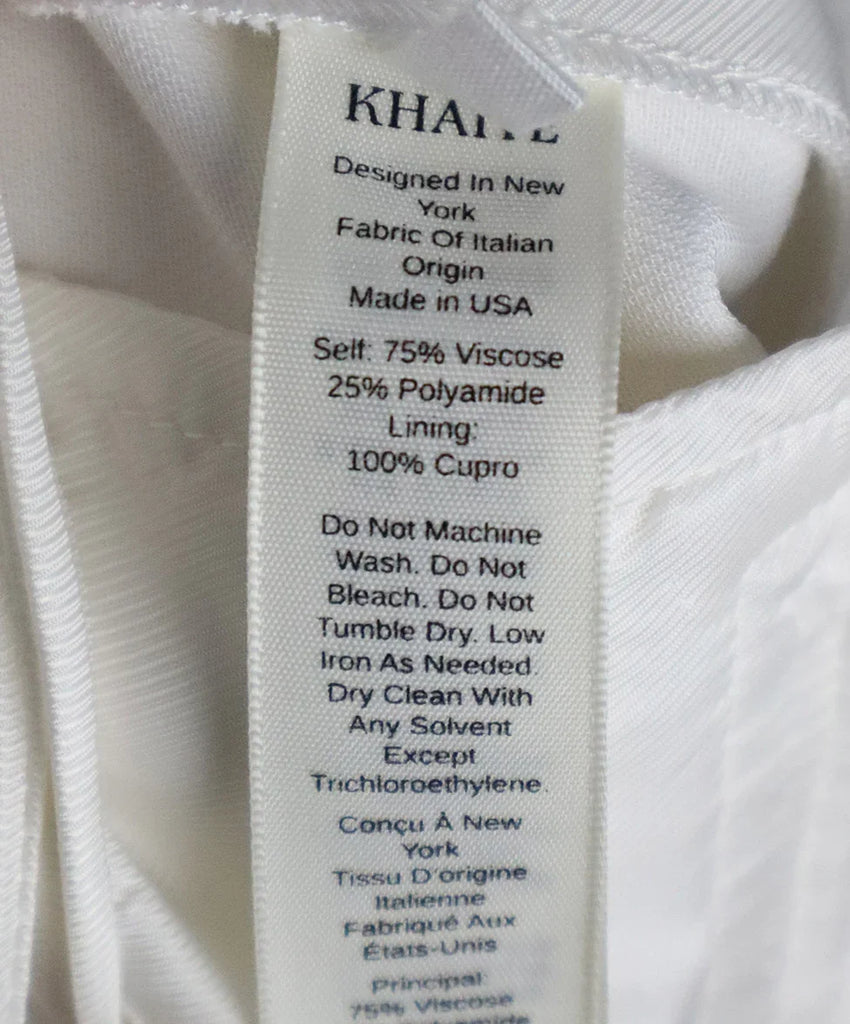 KHAITE
Designed In New
York
Fabric Of Italian
Origin
Made in USA
Self: 75% Viscose
25% Polyamide
Lining:
100% Cupro
Do Not Machine
Wash. Do Not
Bleach. Do Not
Tumble Dry. Low
Iron As Needed.
Dry Clean With
Any Solvent
Except
Trichloroethylene.
Conçu À New
York
Tissu D'origine
Italienne
Fabriqué Aux
États-Unis
Principal:
75% Viscose
Polyamide